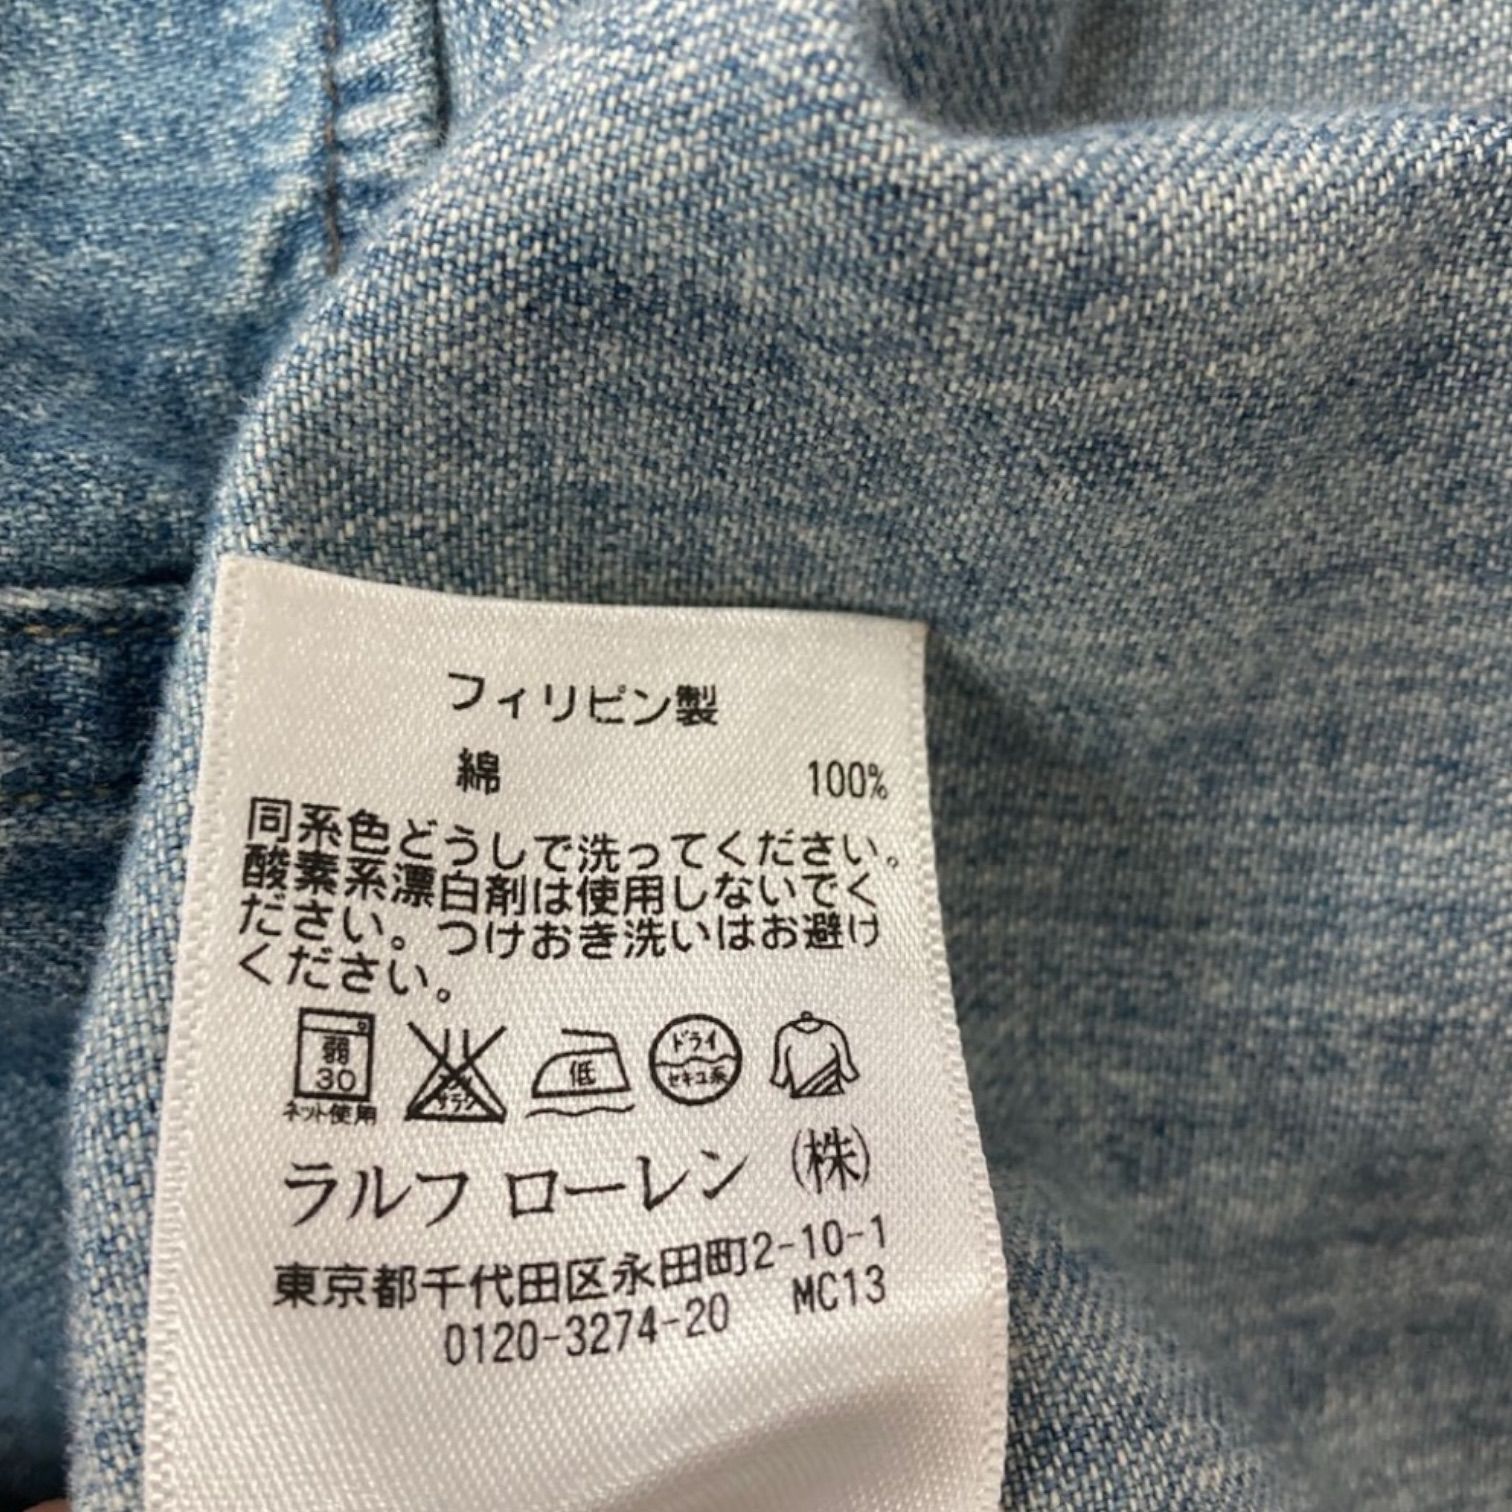 フィリピン製
綿 100%
同系色どうしで洗ってください。
酸素系漂白剤は使用しないでく
ださい。つけおき洗いはお避け
ください。
弱
30
ネット使用
エンソ
サラシ
低
ドライ
セキユ系
ラルフ ローレン (株)
東京都千代田区永田町2-10-1
0120-3274-20 MC13